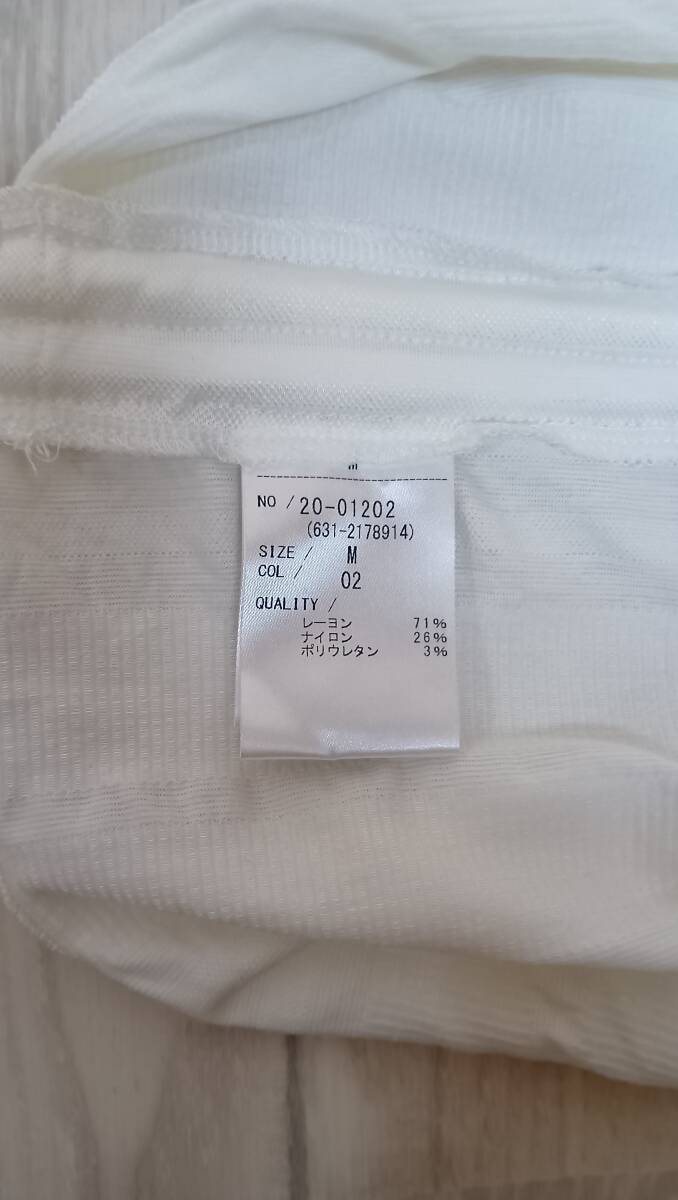 NO / 20-01202
(631-2178914)
SIZE / M
COL / 02
QUALITY /
レーヨン 71%
ナイロン 26%
ポリウレタン 3%